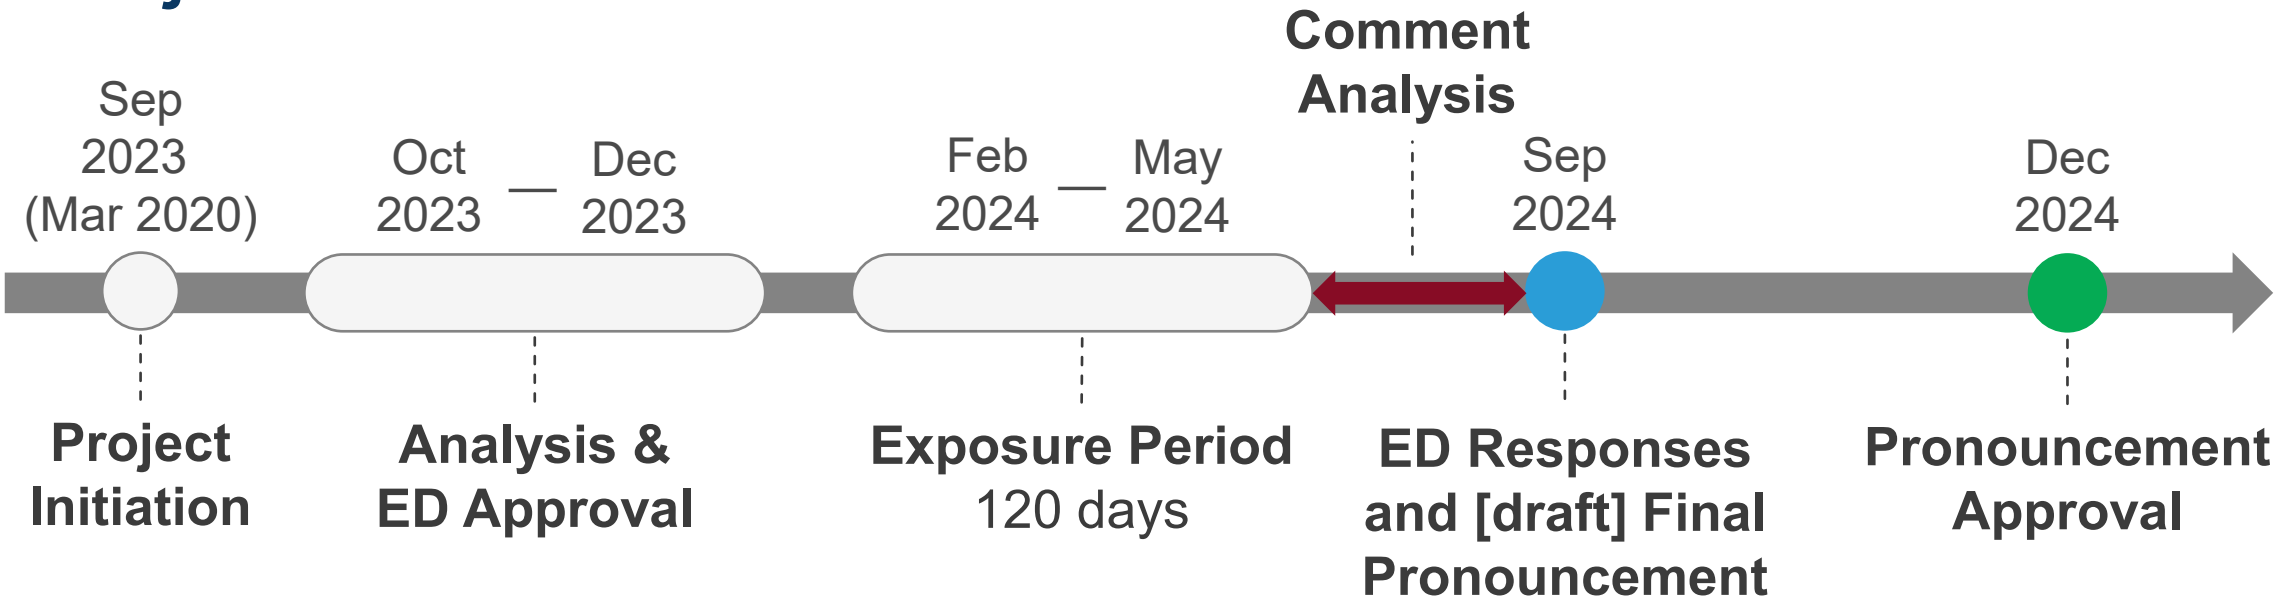 Sep
2023
(Mar 2020)
Oct
2023
—
Dec
2023
Feb
2024
—
May
2024
Comment
Analysis
Sep
2024
Dec
2024
Project
Initiation
Analysis &
ED Approval
Exposure Period
120 days
ED Responses
and [draft] Final
Pronouncement
Pronouncement
Approval